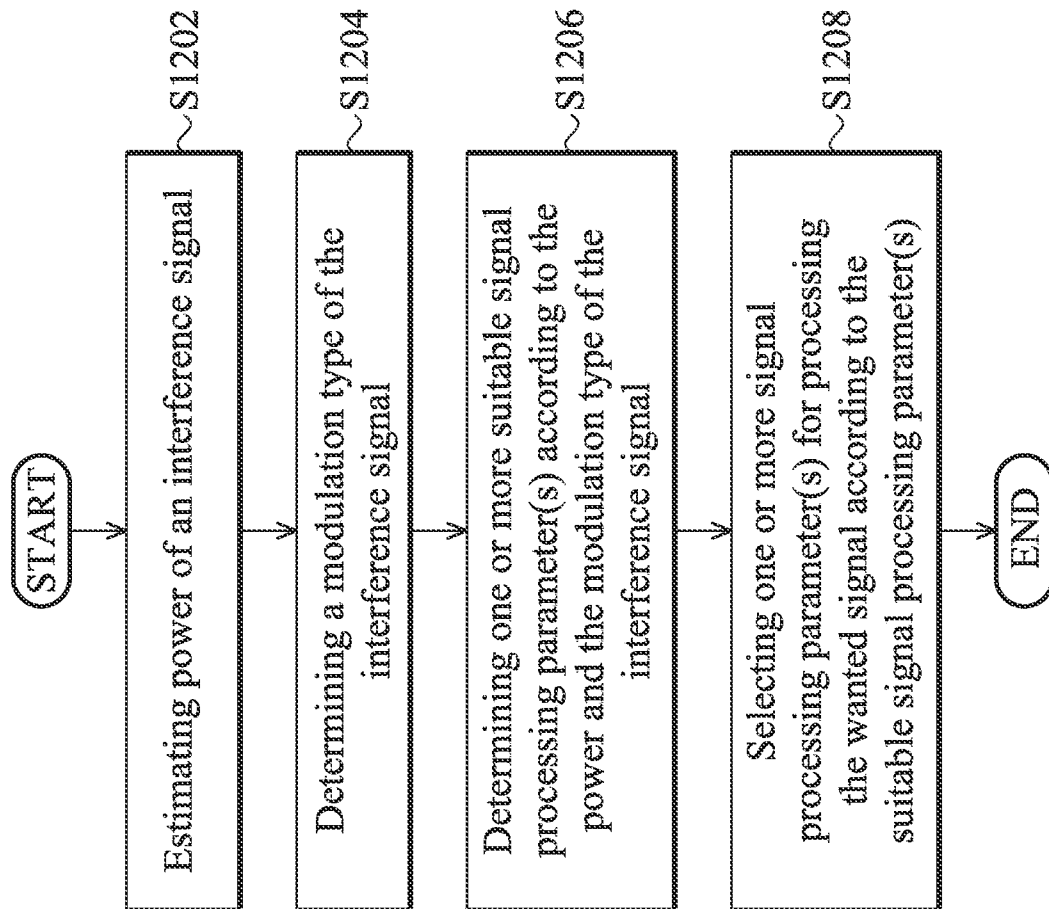 START
Estimating power of an interference signal
S1202
Determining a modulation type of the
interference signal
S1204
Determining one or more suitable signal
processing parameter(s) according to the
power and the modulation type of the
interference signal
S1206
Selecting one or more signal
processing parameter(s) for processing
the wanted signal according to the
suitable signal processing parameter(s)
S1208
END